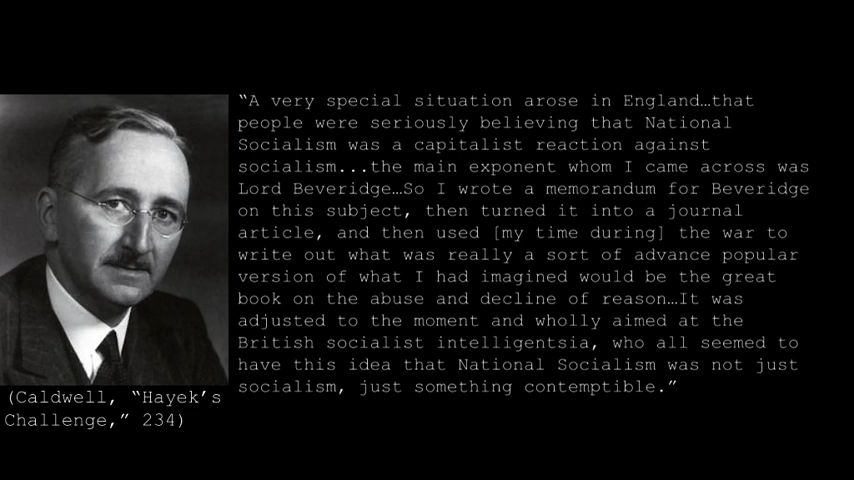 “A very special situation arose in England…that
people were seriously believing that National
Socialism was a capitalist reaction against
socialism...the main exponent whom I came across was
Lord Beveridge…So I wrote a memorandum for Beveridge
on this subject, then turned it into a journal
article, and then used [my time during] the war to
write out what was really a sort of advance popular
version of what I had imagined would be the great
book on the abuse and decline of reason…It was
adjusted to the moment and wholly aimed at the
British socialist intelligentsia, who all seemed to
have this idea that National Socialism was not just
socialism, just something contemptible.”
(Caldwell, “Hayek’s
Challenge,” 234)